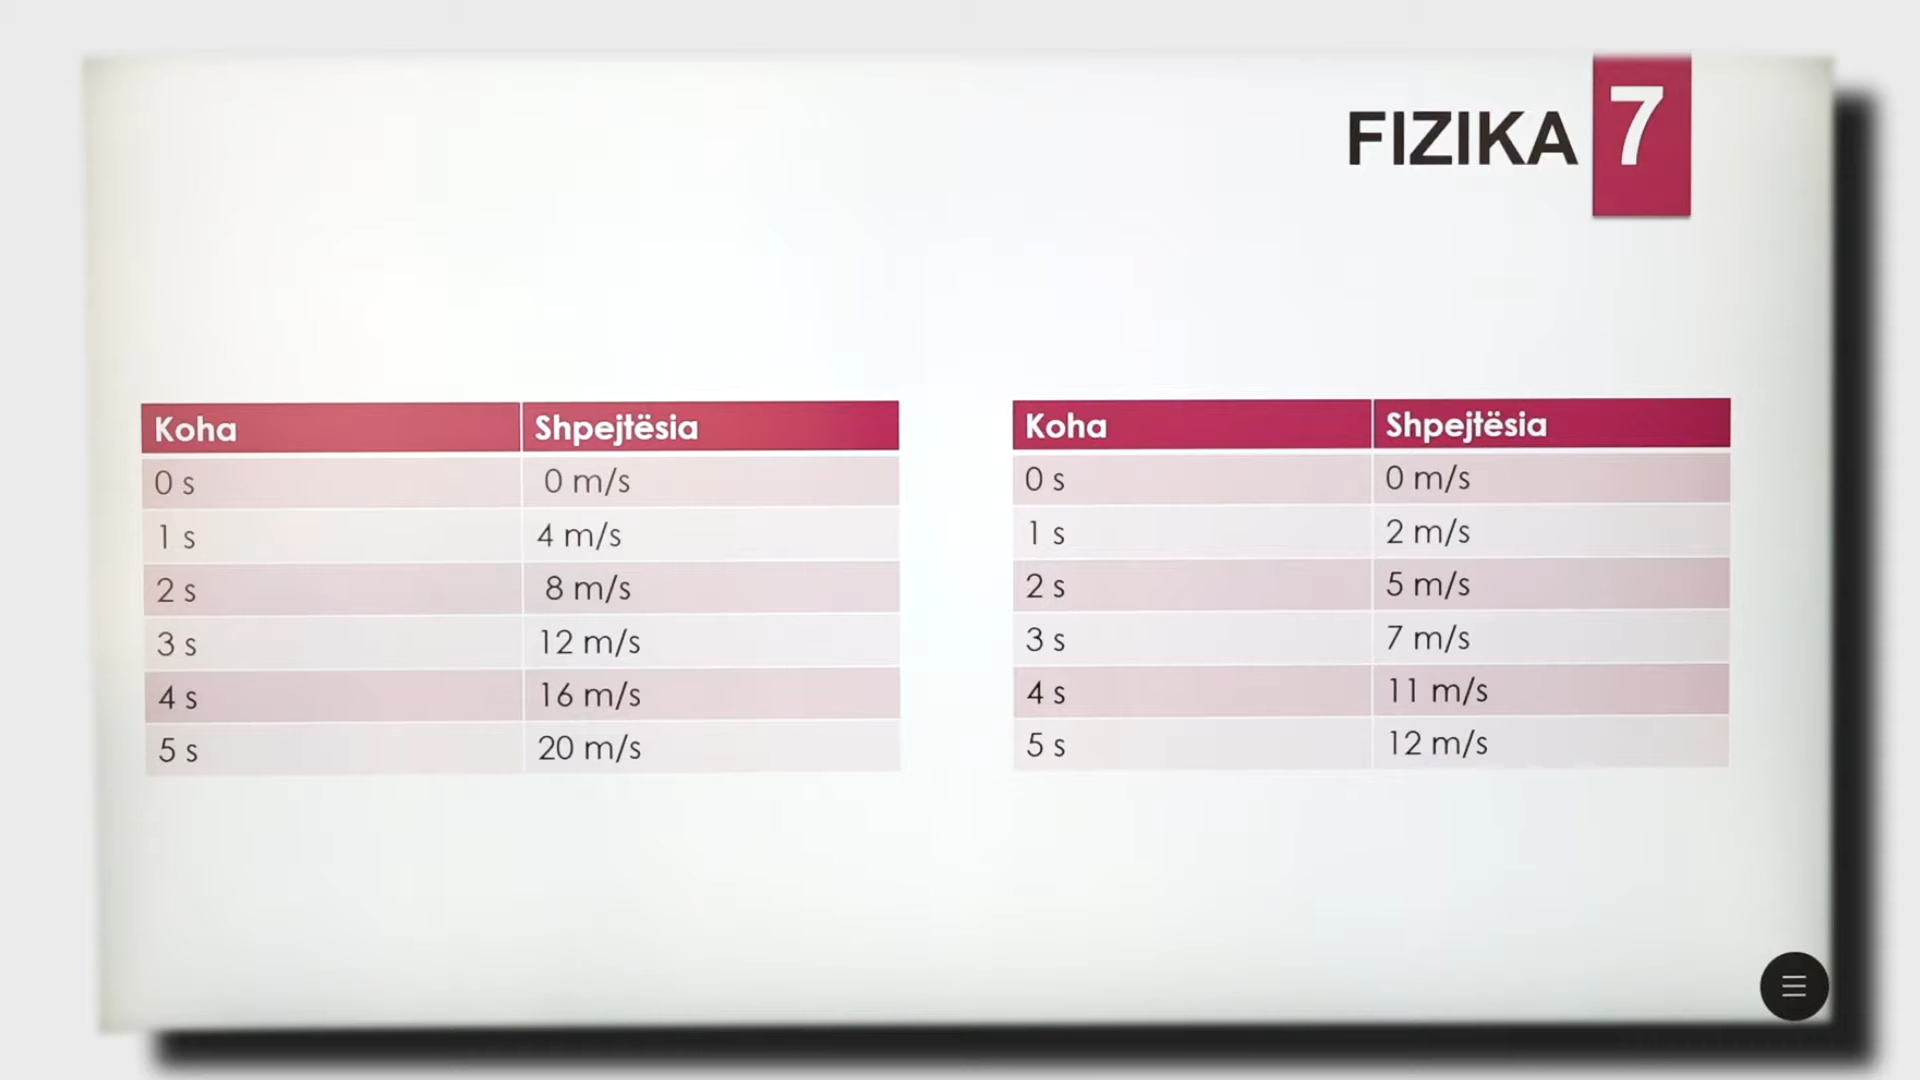 FIZIKA 7
Koha Shpejtësia
0 s 0 m/s
1 s 4 m/s
2 s 8 m/s
3 s 12 m/s
4 s 16 m/s
5 s 20 m/s
Koha Shpejtësia
0 s 0 m/s
1 s 2 m/s
2 s 5 m/s
3 s 7 m/s
4 s 11 m/s
5 s 12 m/s